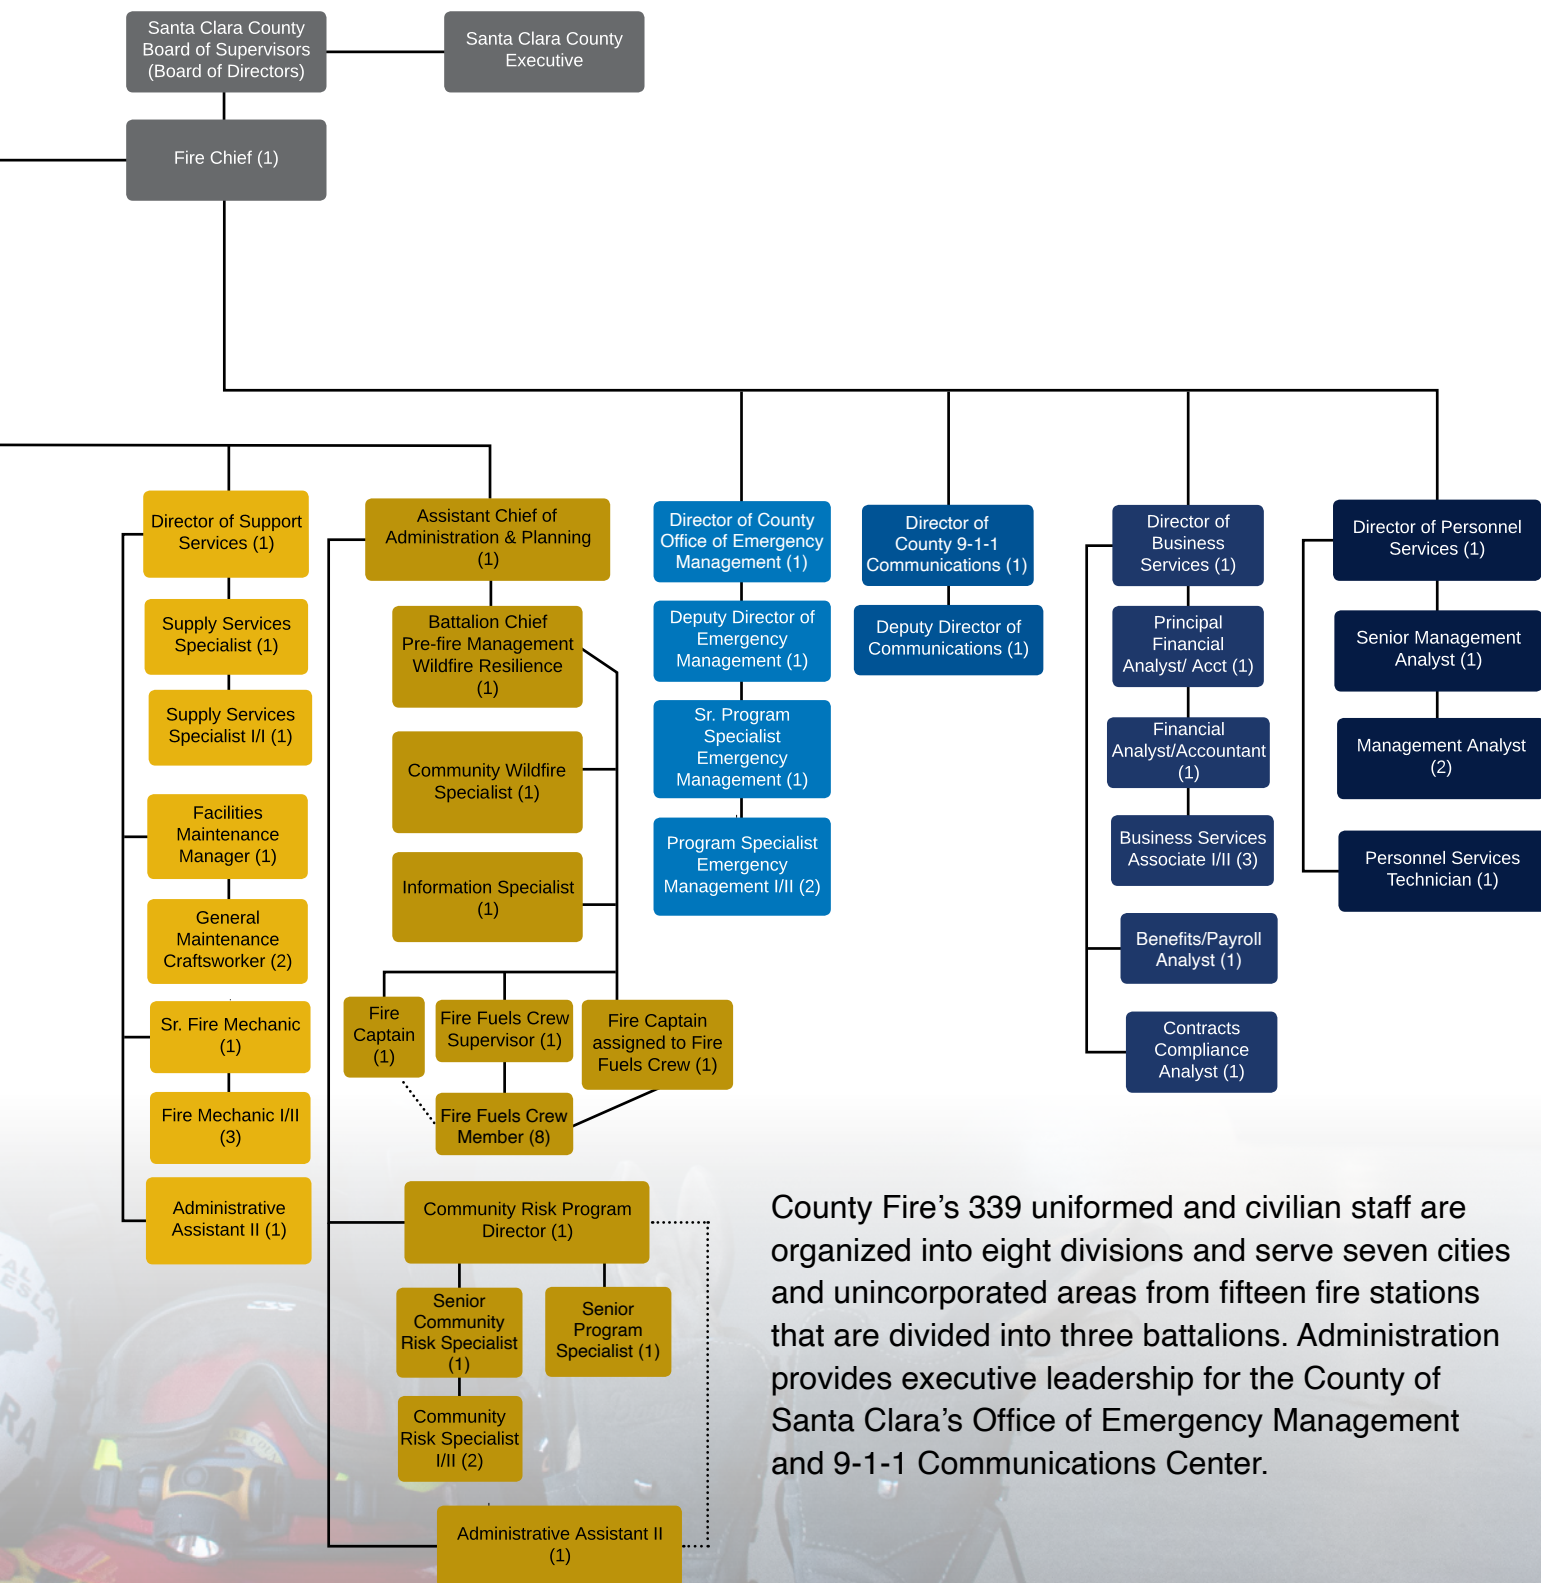 Santa Clara County
Board of Supervisors
(Board of Directors)
Santa Clara County
Executive
Fire Chief (1)
Director of Support
Services (1)
Supply Services
Specialist (1)
Supply Services
Specialist I/I (1)
Facilities
Maintenance
Manager (1)
General
Maintenance
Craftsworker (2)
Sr. Fire Mechanic
(1)
Fire Mechanic I/II
(3)
Administrative
Assistant II (1)
Assistant Chief of
Administration & Planning
(1)
Battalion Chief
Pre-fire Management
Wildfire Resilience
(1)
Community Wildfire
Specialist (1)
Information Specialist
(1)
Fire
Captain
(1)
Fire Fuels Crew
Supervisor (1)
Fire Captain
assigned to Fire
Fuels Crew (1)
Fire Fuels Crew
Member (8)
Community Risk Program
Director (1)
Senior
Community
Risk Specialist
(1)
Senior
Program
Specialist (1)
Community
Risk Specialist
I/II (2)
Administrative Assistant II
(1)
Director of County
Office of Emergency
Management (1)
Deputy Director of
Emergency
Management (1)
Sr. Program
Specialist
Emergency
Management (1)
Program Specialist
Emergency
Management I/II (2)
Director of
County 9-1-1
Communications (1)
Deputy Director of
Communications (1)
Director of
Business
Services (1)
Principal
Financial
Analyst/ Acct (1)
Financial
Analyst/Accountant
(1)
Business Services
Associate I/II (3)
Benefits/Payroll
Analyst (1)
Contracts
Compliance
Analyst (1)
Director of Personnel
Services (1)
Senior Management
Analyst (1)
Management Analyst
(2)
Personnel Services
Technician (1)
County Fire’s 339 uniformed and civilian staff are
organized into eight divisions and serve seven cities
and unincorporated areas from fifteen fire stations
that are divided into three battalions. Administration
provides executive leadership for the County of
Santa Clara’s Office of Emergency Management
and 9-1-1 Communications Center.